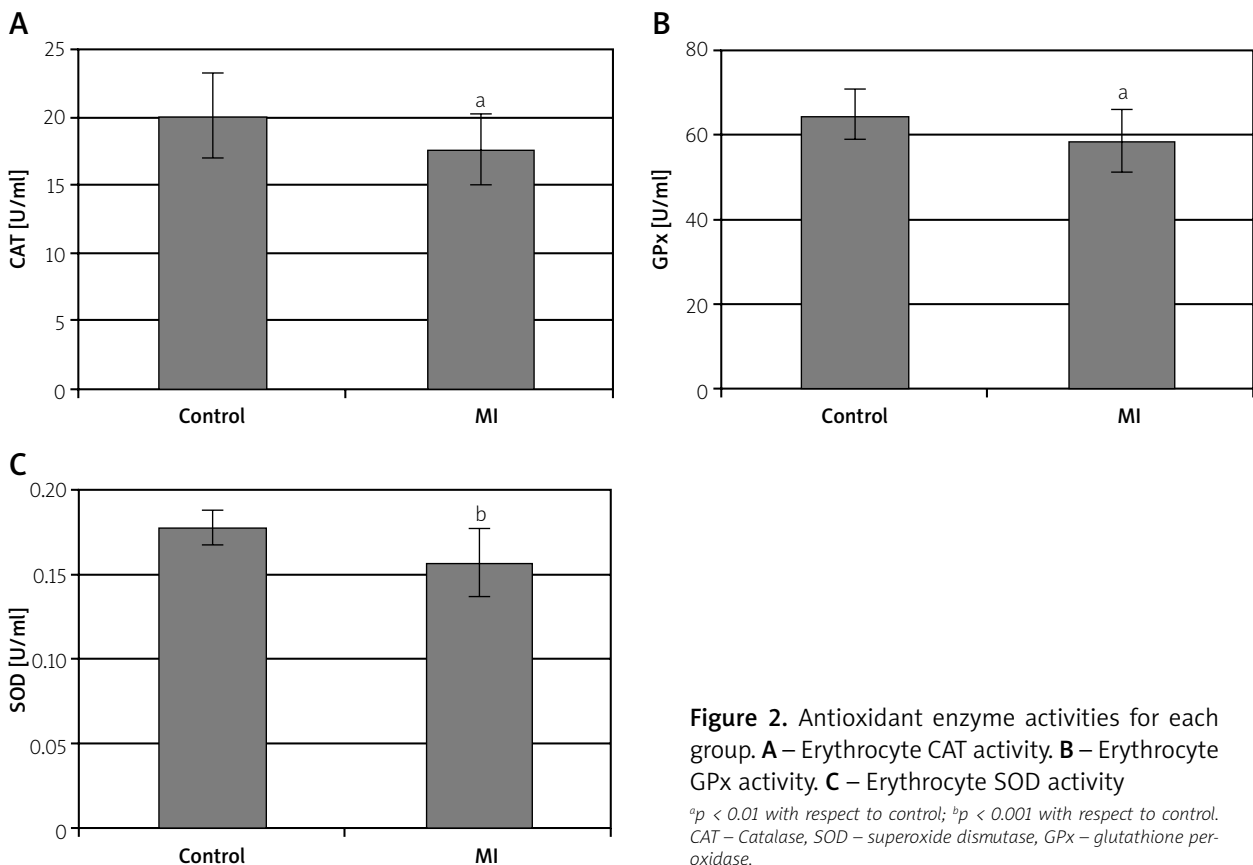 A
25
20
15
10
5
0
CAT [U/ml]
a
Control
MI
B
80
60
40
20
0
GPx [U/ml]
a
Control
MI
C
0.20
0.15
0.10
0.05
0
SOD [U/ml]
b
Control
MI
Figure 2. Antioxidant enzyme activities for each
group. A – Erythrocyte CAT activity. B – Erythrocyte
GPx activity. C – Erythrocyte SOD activity
ᵃp < 0.01 with respect to control; ᵇp < 0.001 with respect to control.
CAT – Catalase, SOD – superoxide dismutase, GPx – glutathione per-
oxidase.